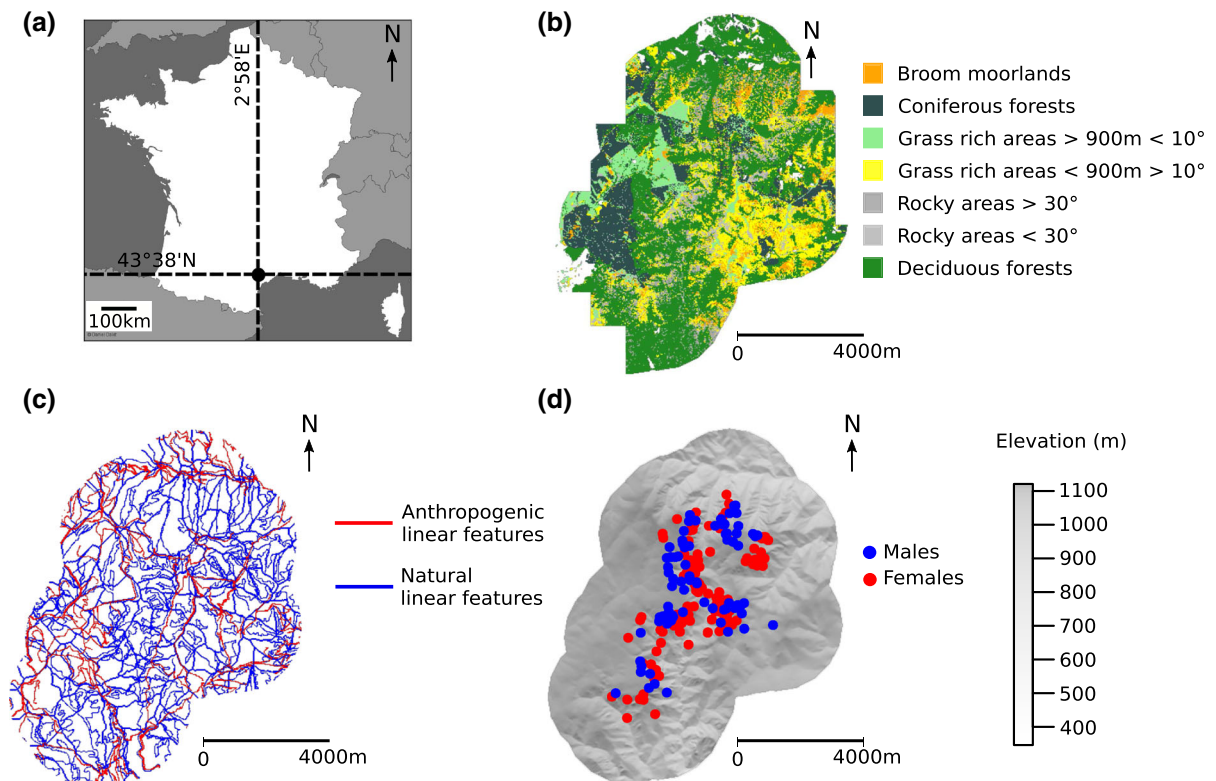 (a)
N
2°58'E
43°38'N
100km
(b)
N
Broom moorlands
Coniferous forests
Grass rich areas > 900m < 10°
Grass rich areas < 900m > 10°
Rocky areas > 30°
Rocky areas < 30°
Deciduous forests
0
4000m
(c)
N
Anthropogenic
linear features
Natural
linear features
0
4000m
(d)
N
Males
Females
0
4000m
Elevation (m)
1100
1000
900
800
700
600
500
400